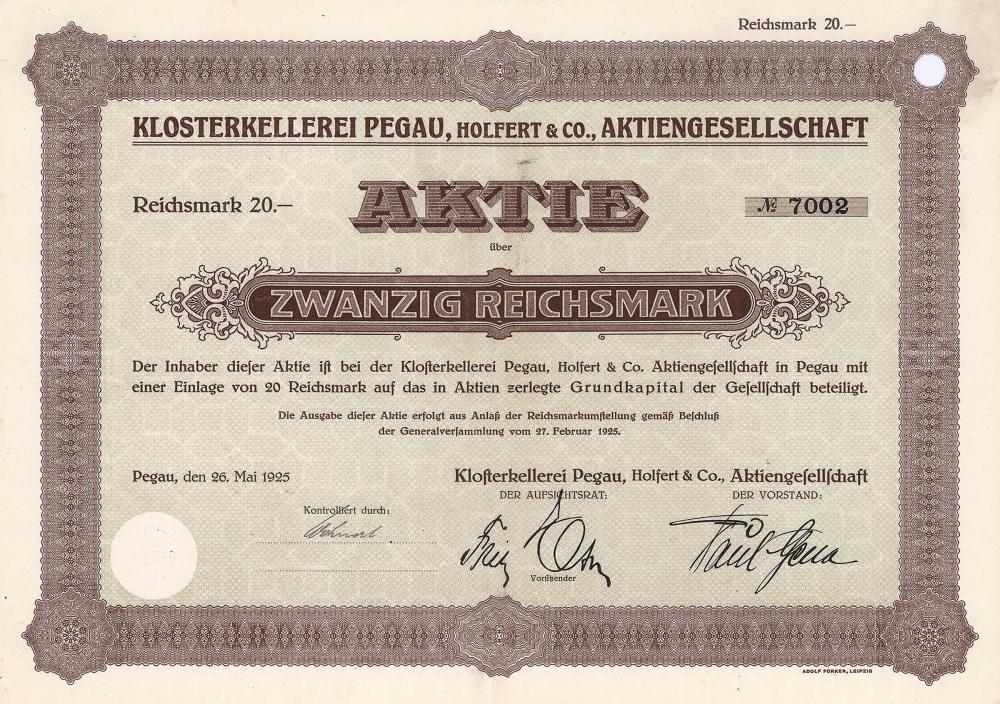 Reichsmark 20.—
KLOSTERKELLEREI PEGAU, HOLFERT & CO., AKTIENGESELLSCHAFT
Reichsmark 20.—
AKTIE
№ 7002
über
ZWANZIG REICHSMARK
Der Inhaber dieſer Aktie iſt bei der Kloſterkellerei Pegau, Holfert & Co. Aktiengeſellſchaft in Pegau mit
einer Einlage von 20 Reichsmark auf das in Aktien zerlegte Grundkapital der Geſellſchaft beteiligt.
Die Ausgabe dieſer Aktie erfolgt aus Anlaß der Reichsmarkumſtellung gemäß Beſchluß
der Generalverſammlung vom 27. Februar 1925.
Pegau, den 26. Mai 1925
Kloſterkellerei Pegau, Holfert & Co., Aktiengeſellſchaft
DER AUFSICHTSRAT:
DER VORSTAND:
Kontrolliert durch:
Vorſitzender
ADOLF FORKER, LEIPZIG